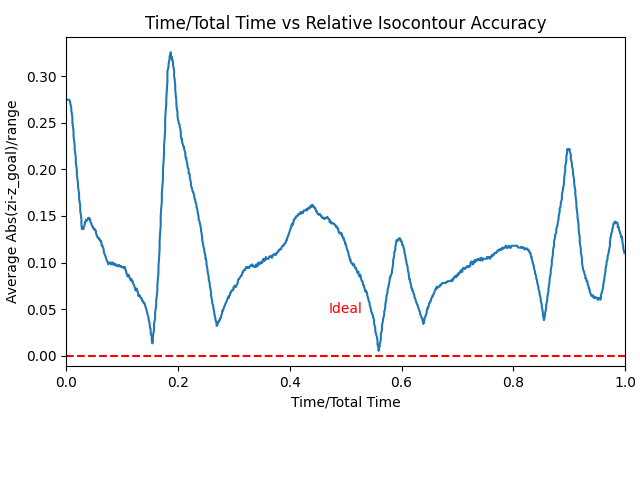 Time/Total Time vs Relative Isocontour Accuracy
Average Abs(zi-z_goal)/range
0.30
0.25
0.20
0.15
0.10
0.05
0.00
Ideal
0.0 0.2 0.4 0.6 0.8 1.0
Time/Total Time